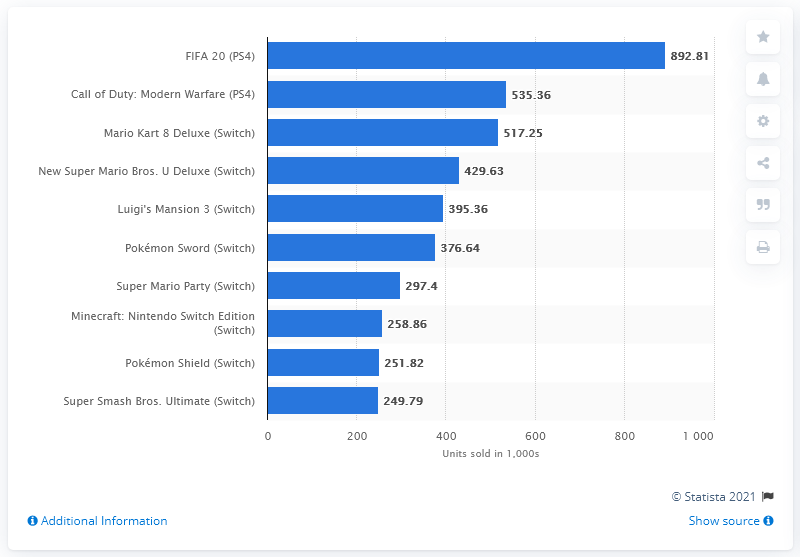 FIFA 20 (PS4) 892.81
Call of Duty: Modern Warfare (PS4) 535.36
Mario Kart 8 Deluxe (Switch) 517.25
New Super Mario Bros. U Deluxe (Switch) 429.63
Luigi's Mansion 3 (Switch) 395.36
Pokémon Sword (Switch) 376.64
Super Mario Party (Switch) 297.4
Minecraft: Nintendo Switch Edition
(Switch) 258.86
Pokémon Shield (Switch) 251.82
Super Smash Bros. Ultimate (Switch) 249.79
0 200 400 600 800 1 000
Units sold in 1,000s
© Statista 2021
Additional Information Show source